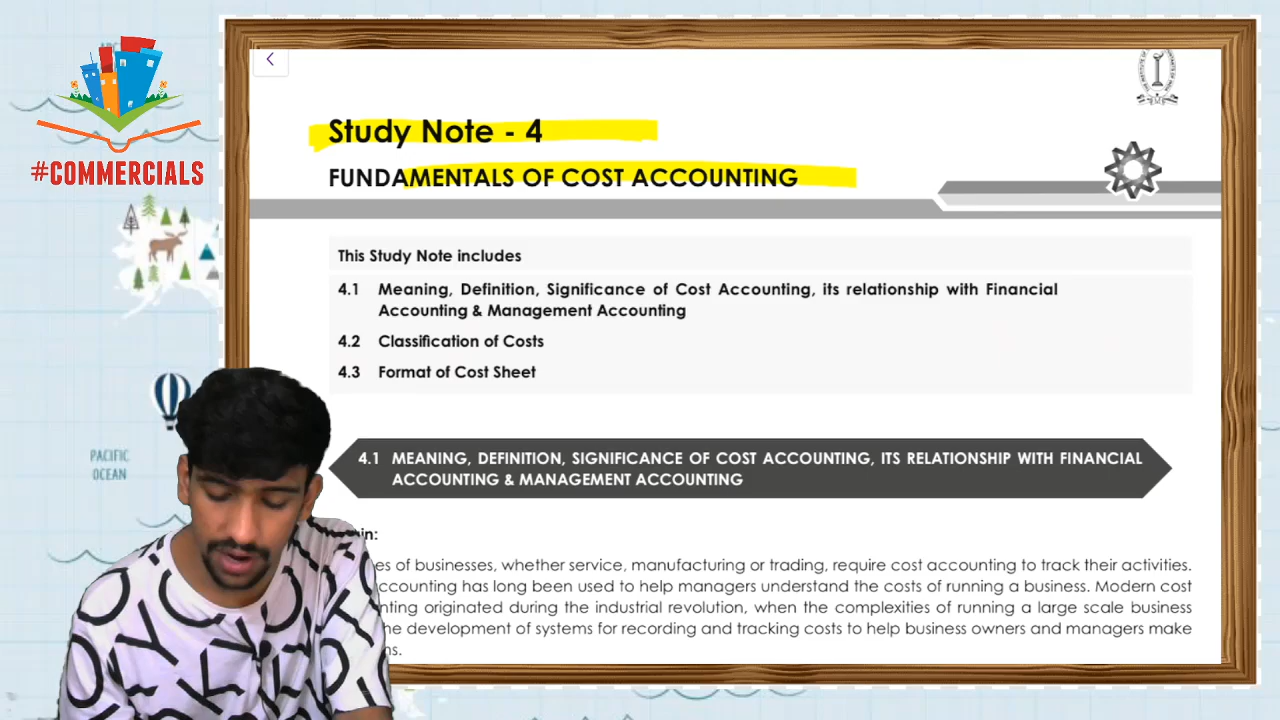 #COMMERCIALS
Study Note - 4
FUNDAMENTALS OF COST ACCOUNTING
This Study Note includes
4.1 Meaning, Definition, Significance of Cost Accounting, its relationship with Financial
Accounting & Management Accounting
4.2 Classification of Costs
4.3 Format of Cost Sheet
4.1 MEANING, DEFINITION, SIGNIFICANCE OF COST ACCOUNTING, ITS RELATIONSHIP WITH FINANCIAL
ACCOUNTING & MANAGEMENT ACCOUNTING
of businesses, whether service, manufacturing or trading, require cost accounting to track their activities.
accounting has long been used to help managers understand the costs of running a business. Modern cost
originated during the industrial revolution, when the complexities of running a large scale business
development of systems for recording and tracking costs to help business owners and managers make
PACIFIC
OCEAN